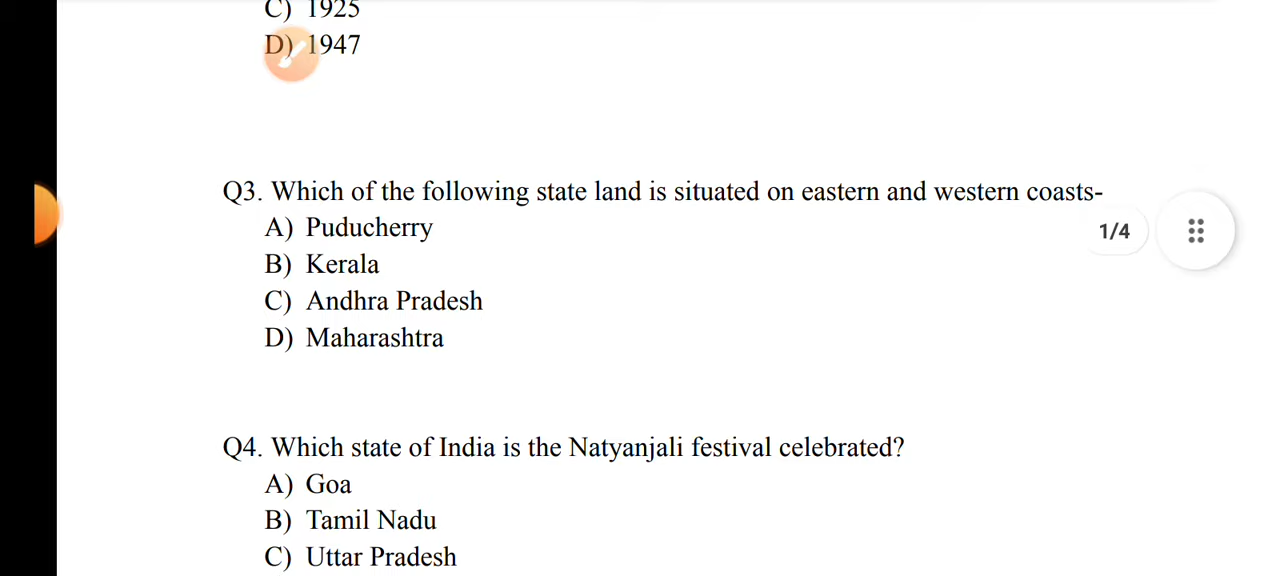 C) 1925
D) 1947
Q3. Which of the following state land is situated on eastern and western coasts-
A) Puducherry
1/4
B) Kerala
C) Andhra Pradesh
D) Maharashtra
Q4. Which state of India is the Natyanjali festival celebrated?
A) Goa
B) Tamil Nadu
C) Uttar Pradesh